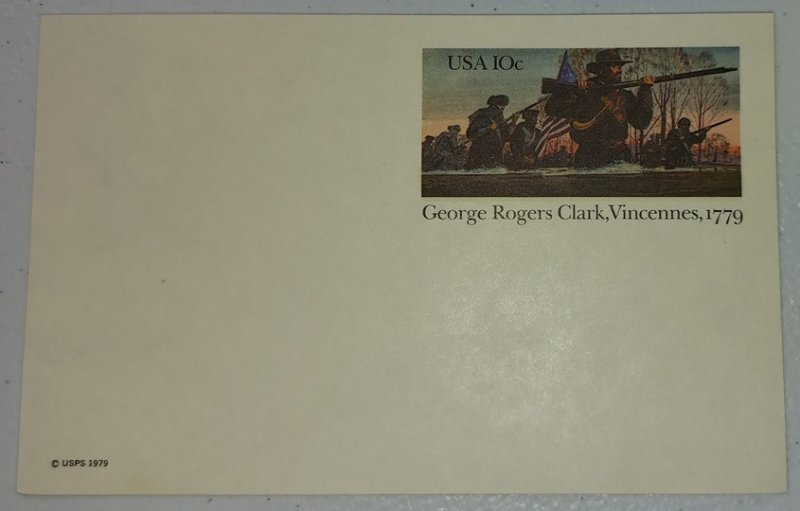 USA 10c
George Rogers Clark, Vincennes, 1779
© USPS 1979